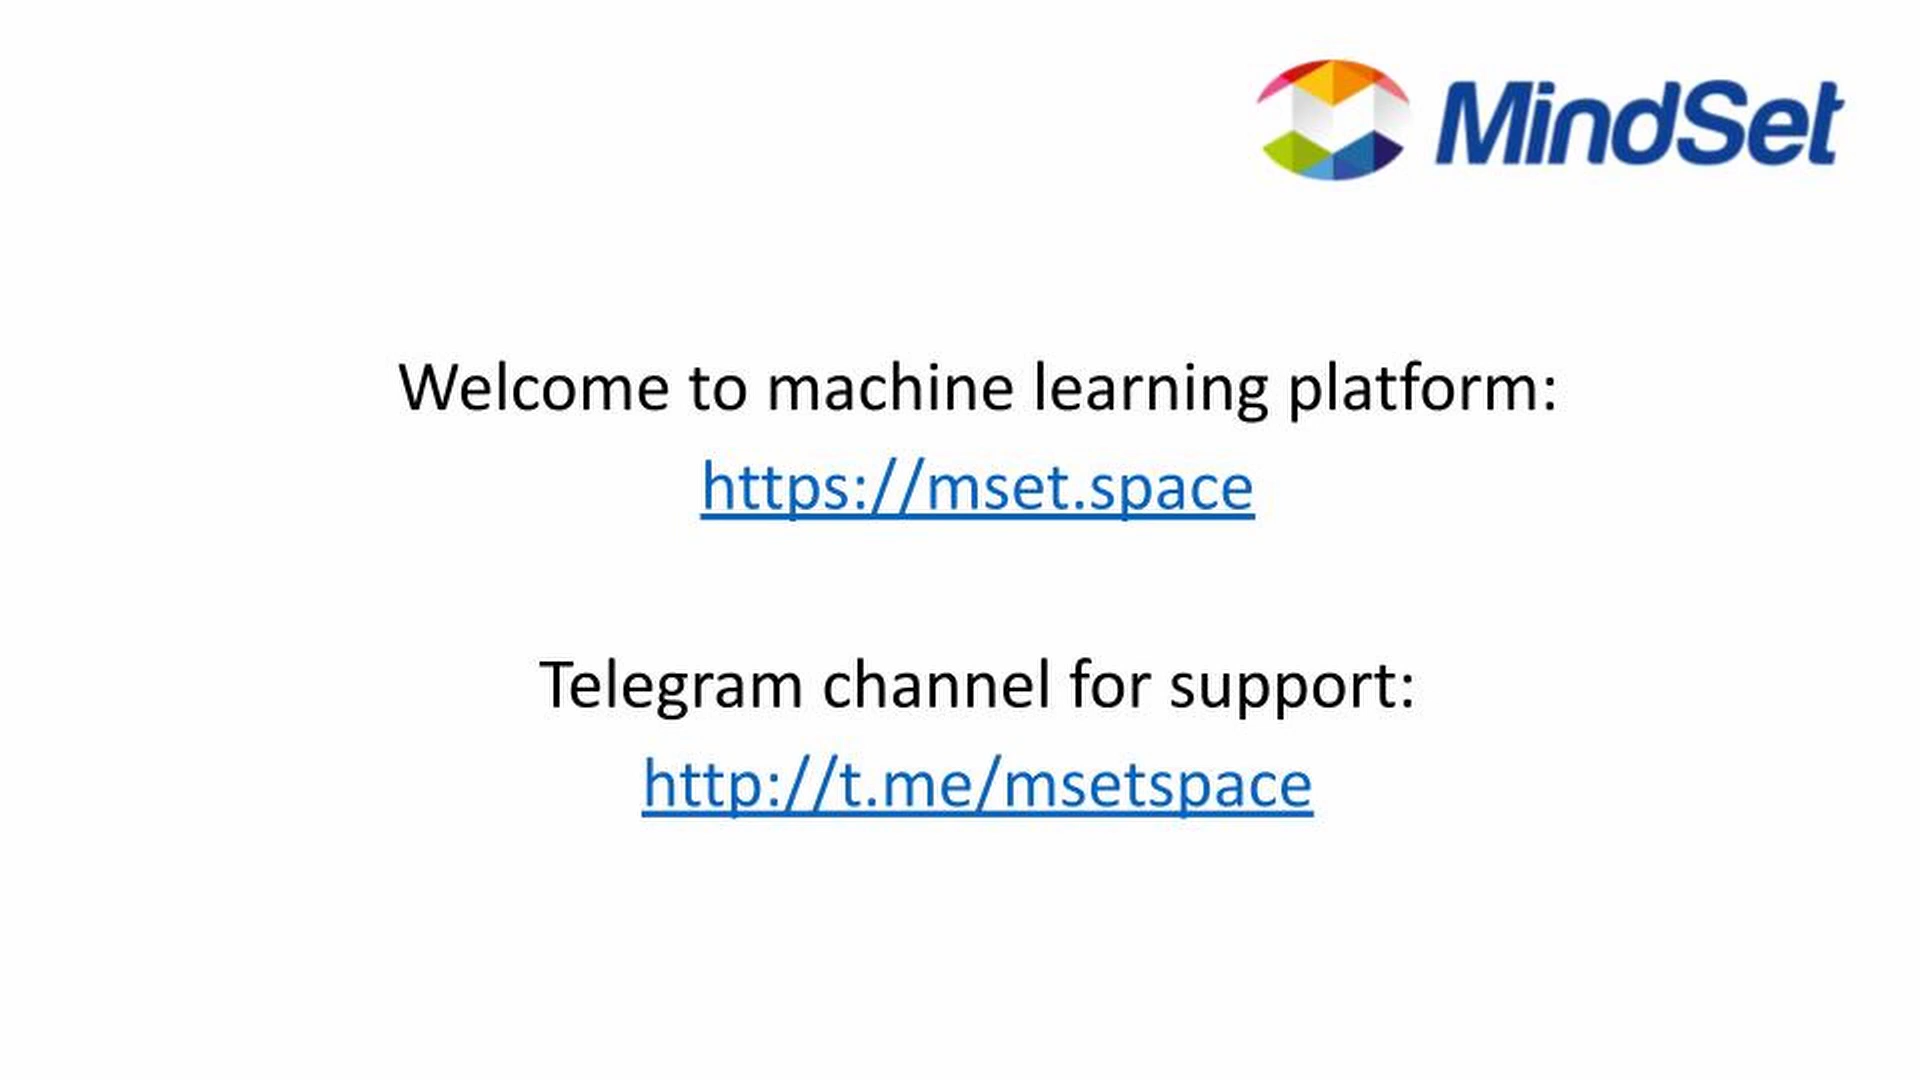 MindSet
Welcome to machine learning platform:
https://mset.space
Telegram channel for support:
http://t.me/msetspace